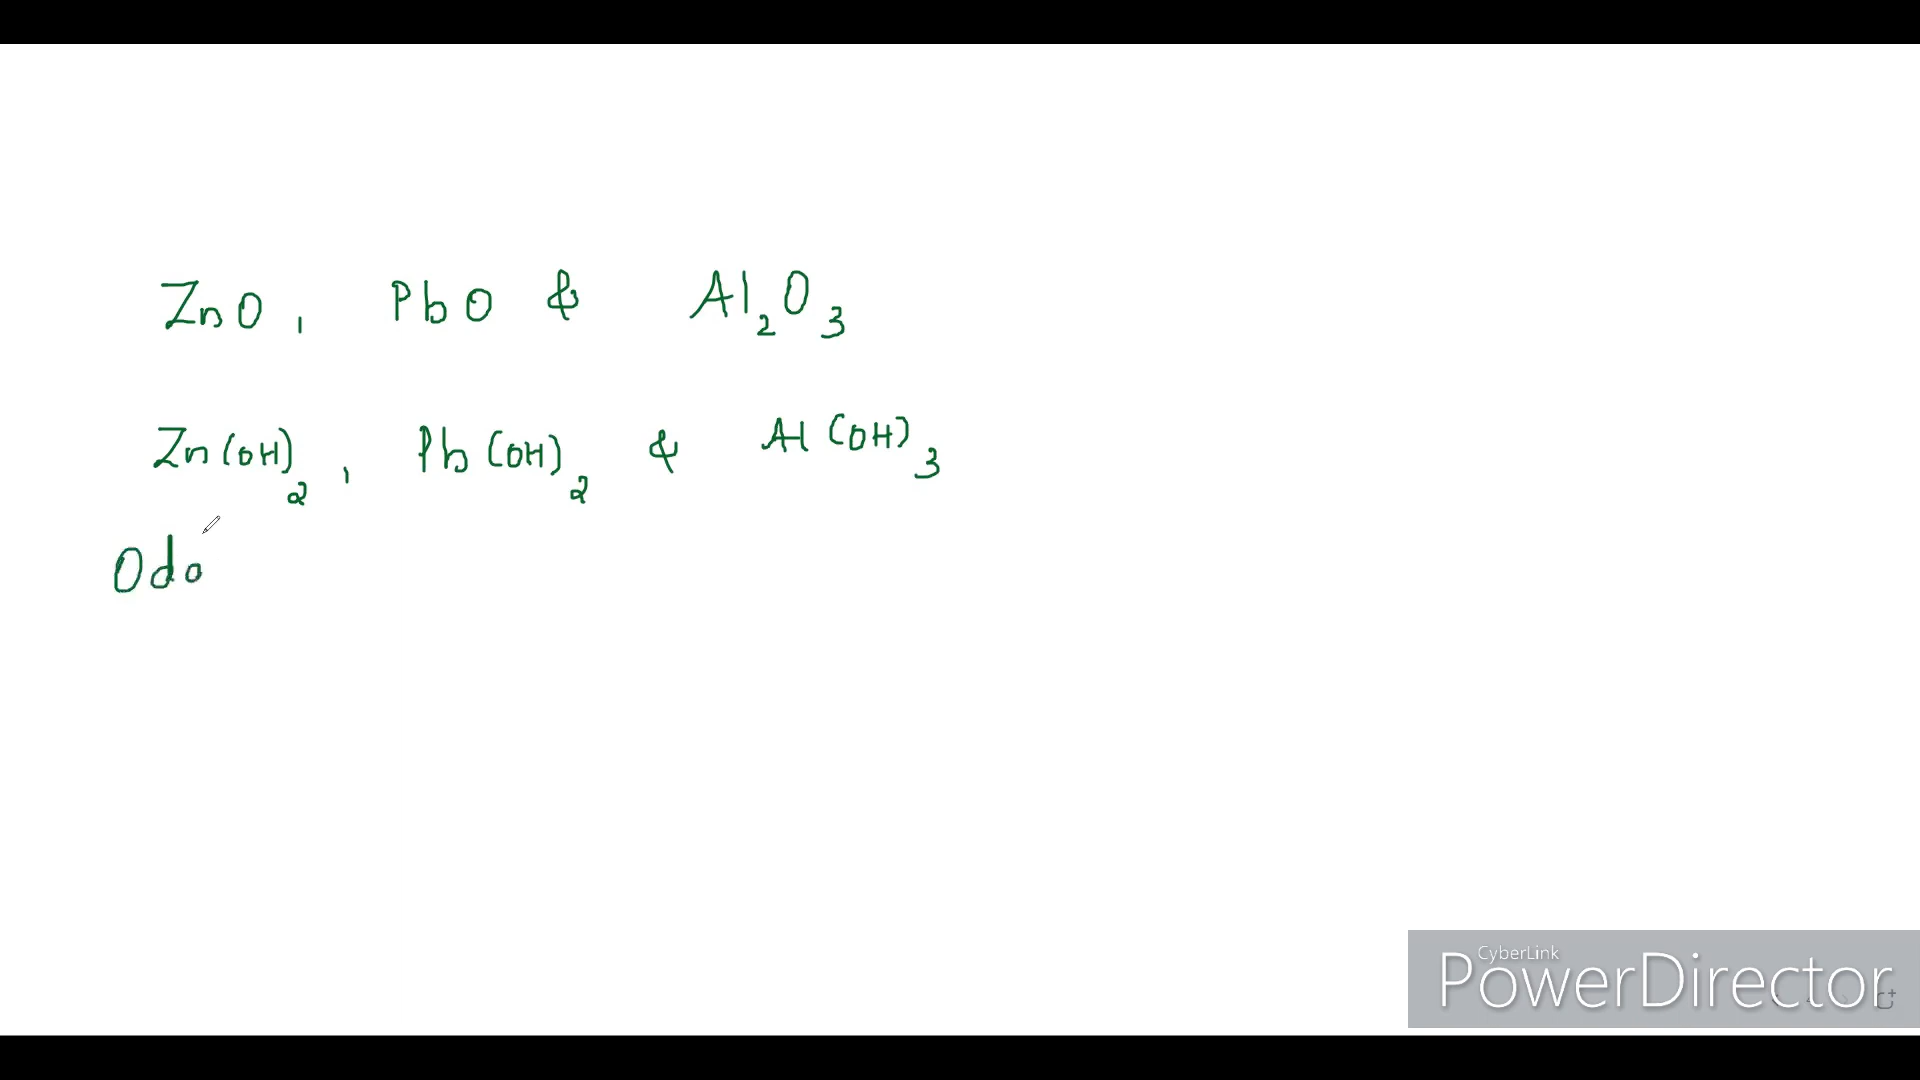 ZnO, PbO & Al₂O₃
Zn(OH)₂, Pb(OH)₂ & Al(OH)₃
Odo
CyberLink
PowerDirector